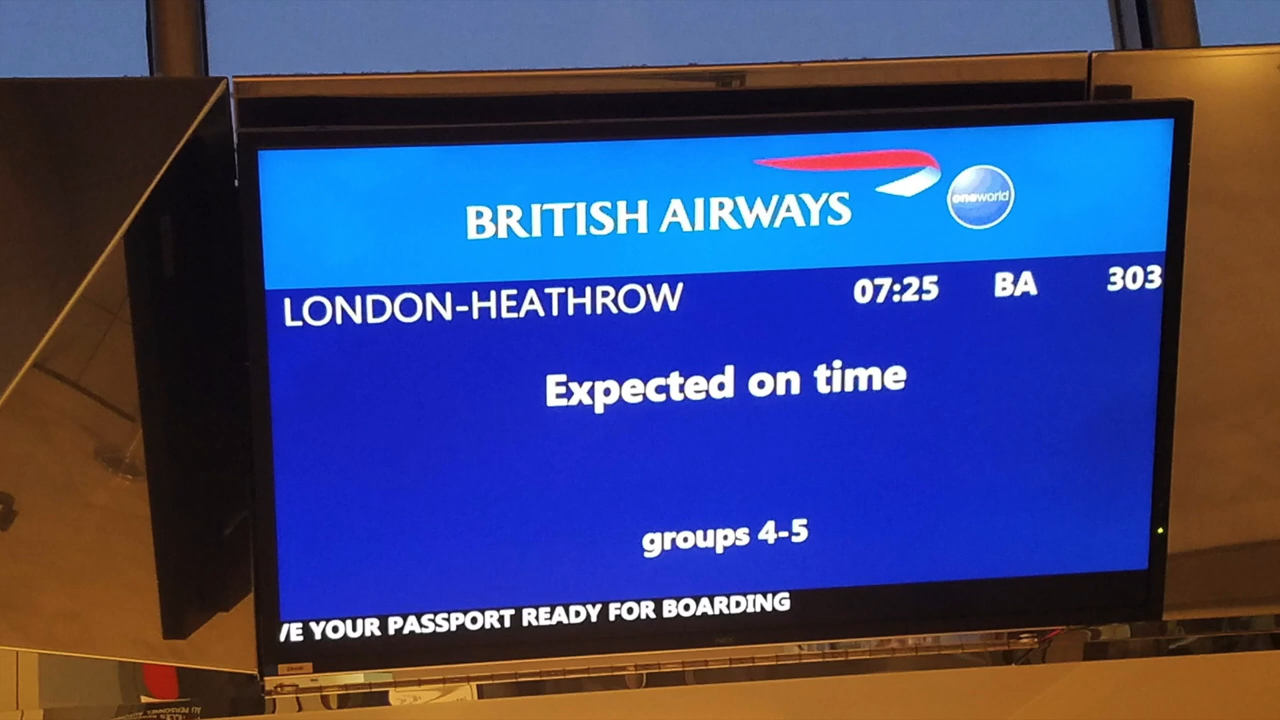 BRITISH AIRWAYS
oneworld
LONDON-HEATHROW 07:25 BA 303
Expected on time
groups 4-5
/E YOUR PASSPORT READY FOR BOARDING